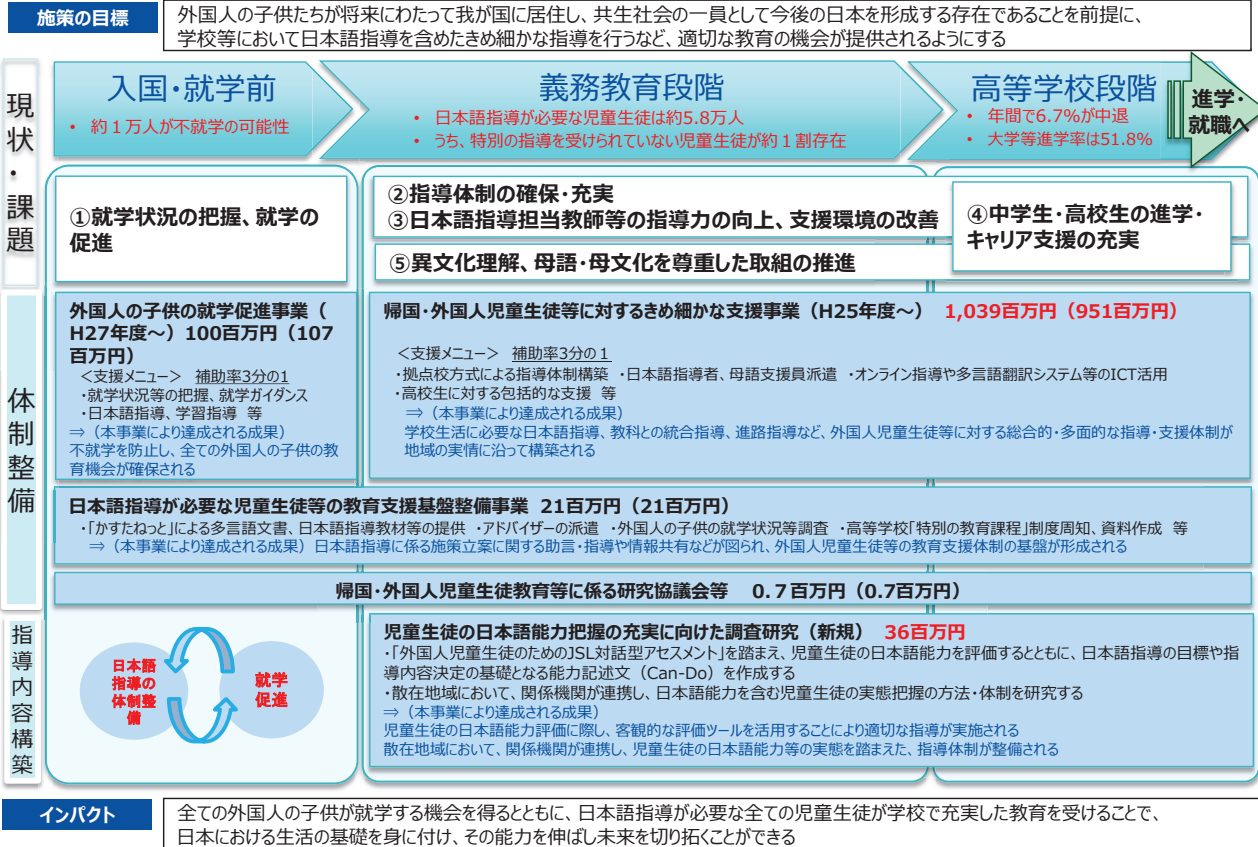 施策の目標
外国人の子供たちが将来にわたって我が国に居住し、共生社会の一員として今後の日本を形成する存在であることを前提に、
学校等において日本語指導を含めたきめ細かな指導を行うなど、適切な教育の機会が提供されるようにする
現状・課題
入国・就学前
・ 約１万人が不就学の可能性
義務教育段階
・ 日本語指導が必要な児童生徒は約5.8万人
・ うち、特別の指導を受けられていない児童生徒が約１割存在
高等学校段階
・ 年間で6.7%が中退
・ 大学等進学率は51.8%
進学・
就職へ
①就学状況の把握、就学の
促進
②指導体制の確保・充実
③日本語指導担当教師等の指導力の向上、支援環境の改善
④中学生・高校生の進学・
キャリア支援の充実
⑤異文化理解、母語・母文化を尊重した取組の推進
体制整備
外国人の子供の就学促進事業（
H27年度～）100百万円（107
百万円）
＜支援メニュー＞ 補助率3分の1
・就学状況等の把握、就学ガイダンス
・日本語指導、学習指導 等
⇒（本事業により達成される成果）
不就学を防止し、全ての外国人の子供の教
育機会が確保される
帰国・外国人児童生徒等に対するきめ細かな支援事業（H25年度～） 1,039百万円（951百万円）
＜支援メニュー＞ 補助率3分の１
・拠点校方式による指導体制構築 ・日本語指導者、母語支援員派遣 ・オンライン指導や多言語翻訳システム等のICT活用
・高校生に対する包括的な支援 等
⇒（本事業により達成される成果）
学校生活に必要な日本語指導、教科との統合指導、進路指導など、外国人児童生徒等に対する総合的・多面的な指導・支援体制が
地域の実情に沿って構築される
日本語指導が必要な児童生徒等の教育支援基盤整備事業 21百万円（21百万円）
・「かすたねっと」による多言語文書、日本語指導教材等の提供 ・アドバイザーの派遣 ・外国人の子供の就学状況等調査 ・高等学校「特別の教育課程」制度周知、資料作成 等
⇒（本事業により達成される成果）日本語指導に係る施策立案に関する助言・指導や情報共有などが図られ、外国人児童生徒等の教育支援体制の基盤が形成される
帰国・外国人児童生徒教育等に係る研究協議会等 0.７百万円（0.7百万円）
指導内容構築
日本語
指導の
体制整
備
就学
促進
児童生徒の日本語能力把握の充実に向けた調査研究（新規） 36百万円
・「外国人児童生徒のためのJSL対話型アセスメント」を踏まえ、児童生徒の日本語能力を評価するとともに、日本語指導の目標や指
導内容決定の基礎となる能力記述文（Can-Do）を作成する
・散在地域において、関係機関が連携し、日本語能力を含む児童生徒の実態把握の方法・体制を研究する
⇒（本事業により達成される成果）
児童生徒の日本語能力評価に際し、客観的な評価ツールを活用することにより適切な指導が実施される
散在地域において、関係機関が連携し、児童生徒の日本語能力等の実態を踏まえた、指導体制が整備される
インパクト
全ての外国人の子供が就学する機会を得るとともに、日本語指導が必要な全ての児童生徒が学校で充実した教育を受けることで、
日本における生活の基礎を身に付け、その能力を伸ばし未来を切り拓くことができる